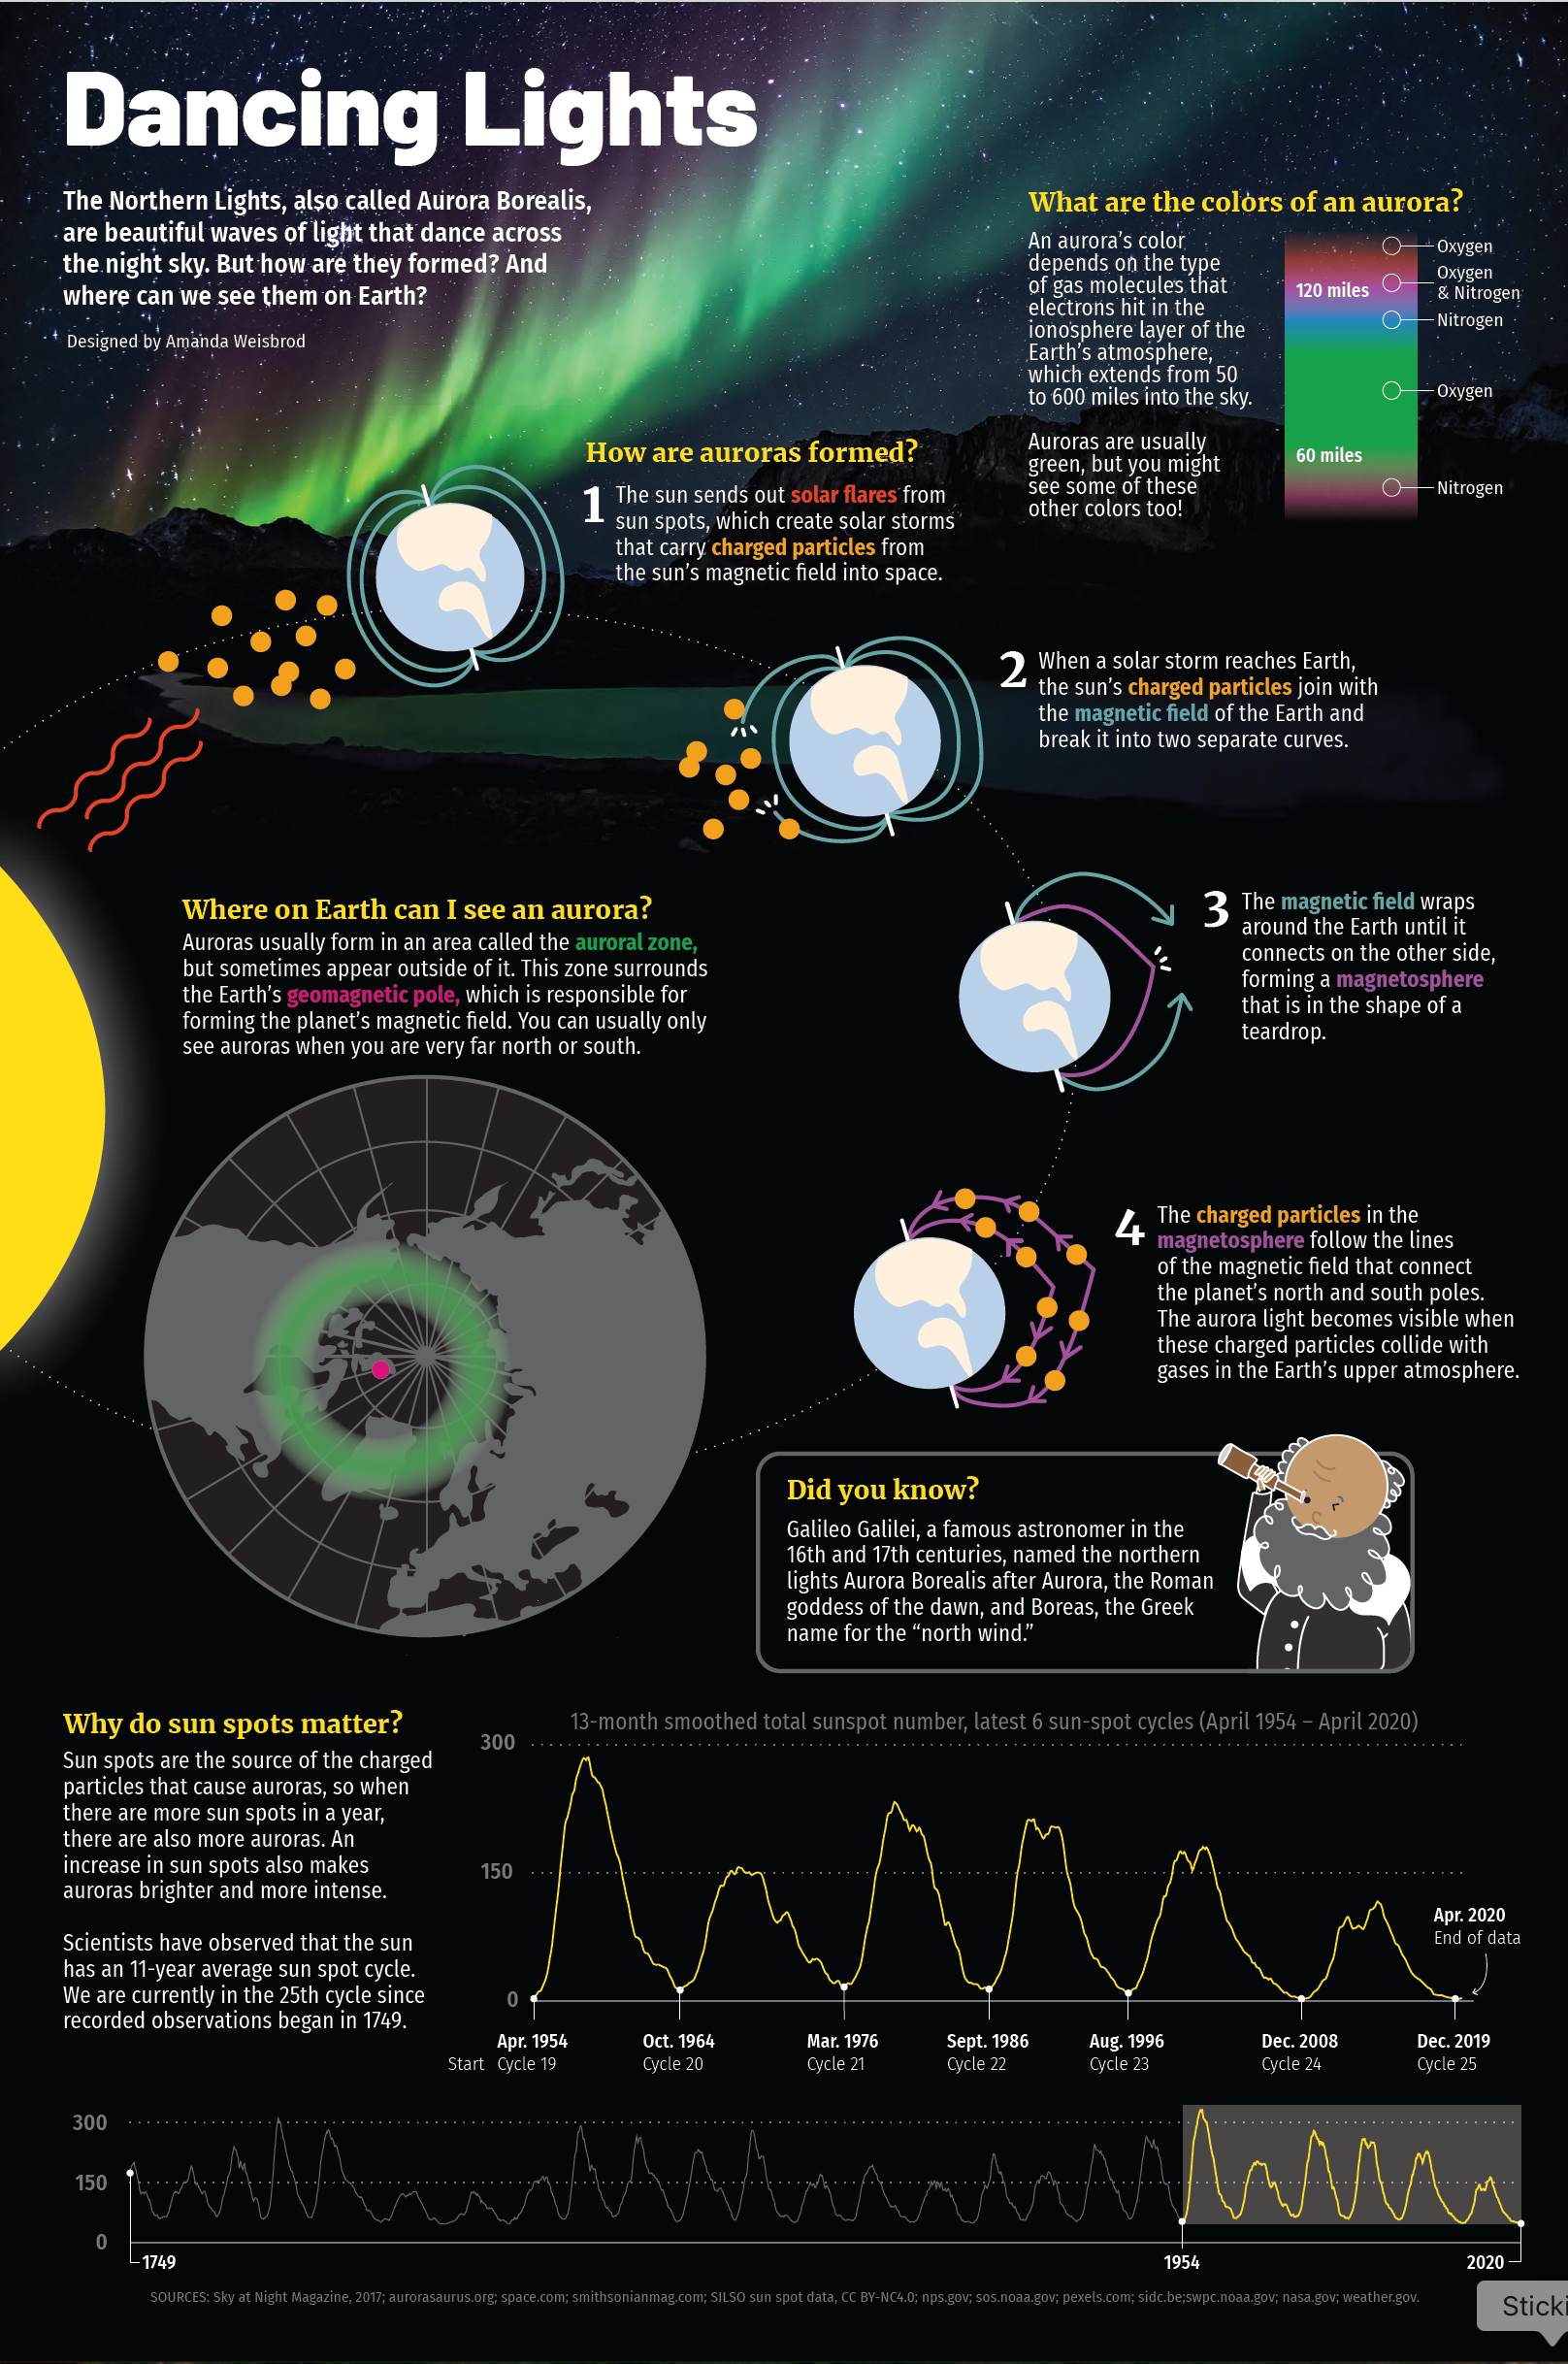 Dancing Lights
The Northern Lights, also called Aurora Borealis,
are beautiful waves of light that dance across
the night sky. But how are they formed? And
where can we see them on Earth?
Designed by Amanda Weisbrod
What are the colors of an aurora?
An aurora's color
depends on the type
of gas molecules that
electrons hit in the
ionosphere layer of the
Earth's atmosphere,
which extends from 50
to 600 miles into the sky.
Auroras are usually
green, but you might
see some of these
other colors too!
Oxygen
120 miles
Oxygen
& Nitrogen
Nitrogen
Oxygen
60 miles
Nitrogen
How are auroras formed?
1 The sun sends out solar flares from
sun spots, which create solar storms
that carry charged particles from
the sun's magnetic field into space.
2 When a solar storm reaches Earth,
the sun's charged particles join with
the magnetic field of the Earth and
break it into two separate curves.
3 The magnetic field wraps
around the Earth until it
connects on the other side,
forming a magnetosphere
that is in the shape of a
teardrop.
4 The charged particles in the
magnetosphere follow the lines
of the magnetic field that connect
the planet's north and south poles.
The aurora light becomes visible when
these charged particles collide with
gases in the Earth's upper atmosphere.
Where on Earth can I see an aurora?
Auroras usually form in an area called the auroral zone,
but sometimes appear outside of it. This zone surrounds
the Earth's geomagnetic pole, which is responsible for
forming the planet's magnetic field. You can usually only
see auroras when you are very far north or south.
Did you know?
Galileo Galilei, a famous astronomer in the
16th and 17th centuries, named the northern
lights Aurora Borealis after Aurora, the Roman
goddess of the dawn, and Boreas, the Greek
name for the “north wind.”
Why do sun spots matter?
Sun spots are the source of the charged
particles that cause auroras, so when
there are more sun spots in a year,
there are also more auroras. An
increase in sun spots also makes
auroras brighter and more intense.
Scientists have observed that the sun
has an 11-year average sun spot cycle.
We are currently in the 25th cycle since
recorded observations began in 1749.
13-month smoothed total sunspot number, latest 6 sun-spot cycles (April 1954 – April 2020)
300
150
0
Apr. 2020
End of data
Apr. 1954 Oct. 1964 Mar. 1976 Sept. 1986 Aug. 1996 Dec. 2008 Dec. 2019
Start Cycle 19 Cycle 20 Cycle 21 Cycle 22 Cycle 23 Cycle 24 Cycle 25
300
150
0
1749 1954 2020
SOURCES: Sky at Night Magazine, 2017; aurorasaurus.org; space.com; smithsonianmag.com; SILSO sun spot data, CC BY-NC4.0; nps.gov; sos.noaa.gov; pexels.com; sidc.be;swpc.noaa.gov; nasa.gov; weather.gov.
Sticki